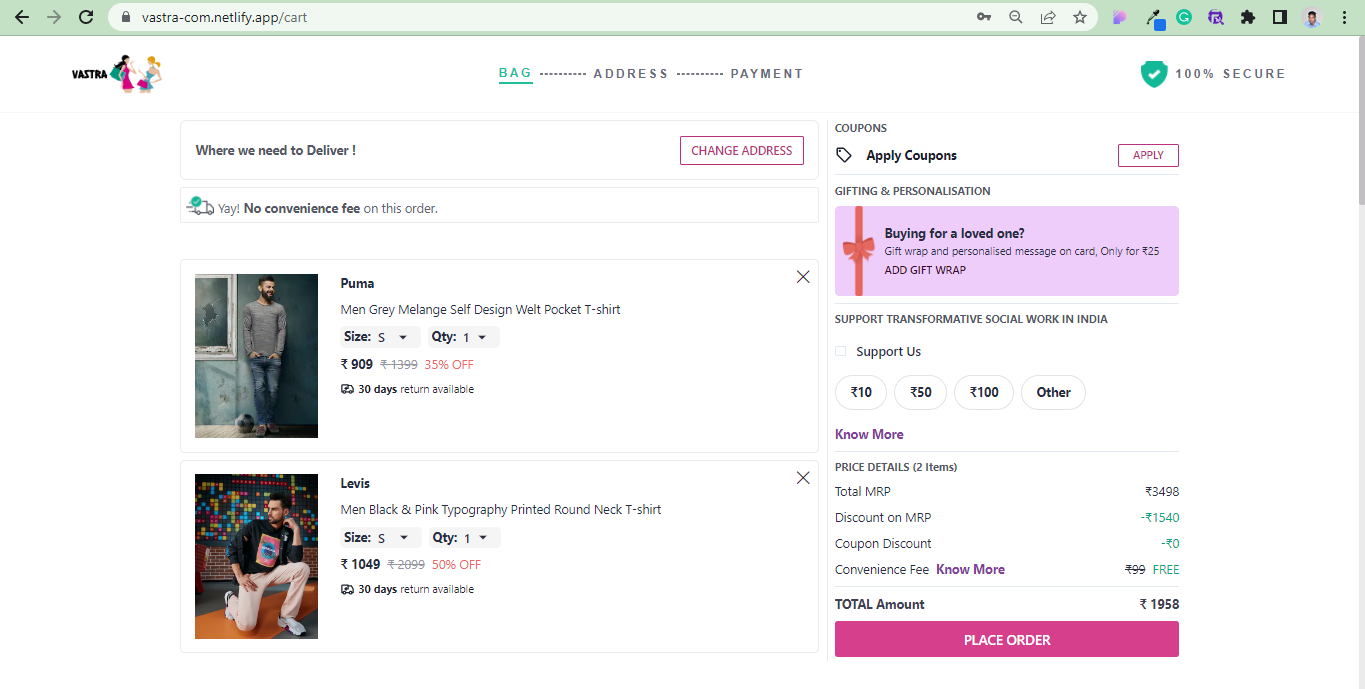 vastra-com.netlify.app/cart
VASTRA
BAG ---------- ADDRESS ---------- PAYMENT
100% SECURE
Where we need to Deliver !
CHANGE ADDRESS
Yay! No convenience fee on this order.
Puma
Men Grey Melange Self Design Welt Pocket T-shirt
Size: S Qty: 1
₹ 909 ₹ 1399 35% OFF
30 days return available
Levis
Men Black & Pink Typography Printed Round Neck T-shirt
Size: S Qty: 1
₹ 1049 ₹ 2099 50% OFF
30 days return available
COUPONS
Apply Coupons APPLY
GIFTING & PERSONALISATION
Buying for a loved one?
Gift wrap and personalised message on card, Only for ₹25
ADD GIFT WRAP
SUPPORT TRANSFORMATIVE SOCIAL WORK IN INDIA
Support Us
₹10 ₹50 ₹100 Other
Know More
PRICE DETAILS (2 Items)
Total MRP ₹3498
Discount on MRP -₹1540
Coupon Discount -₹0
Convenience Fee Know More ₹99 FREE
TOTAL Amount ₹ 1958
PLACE ORDER